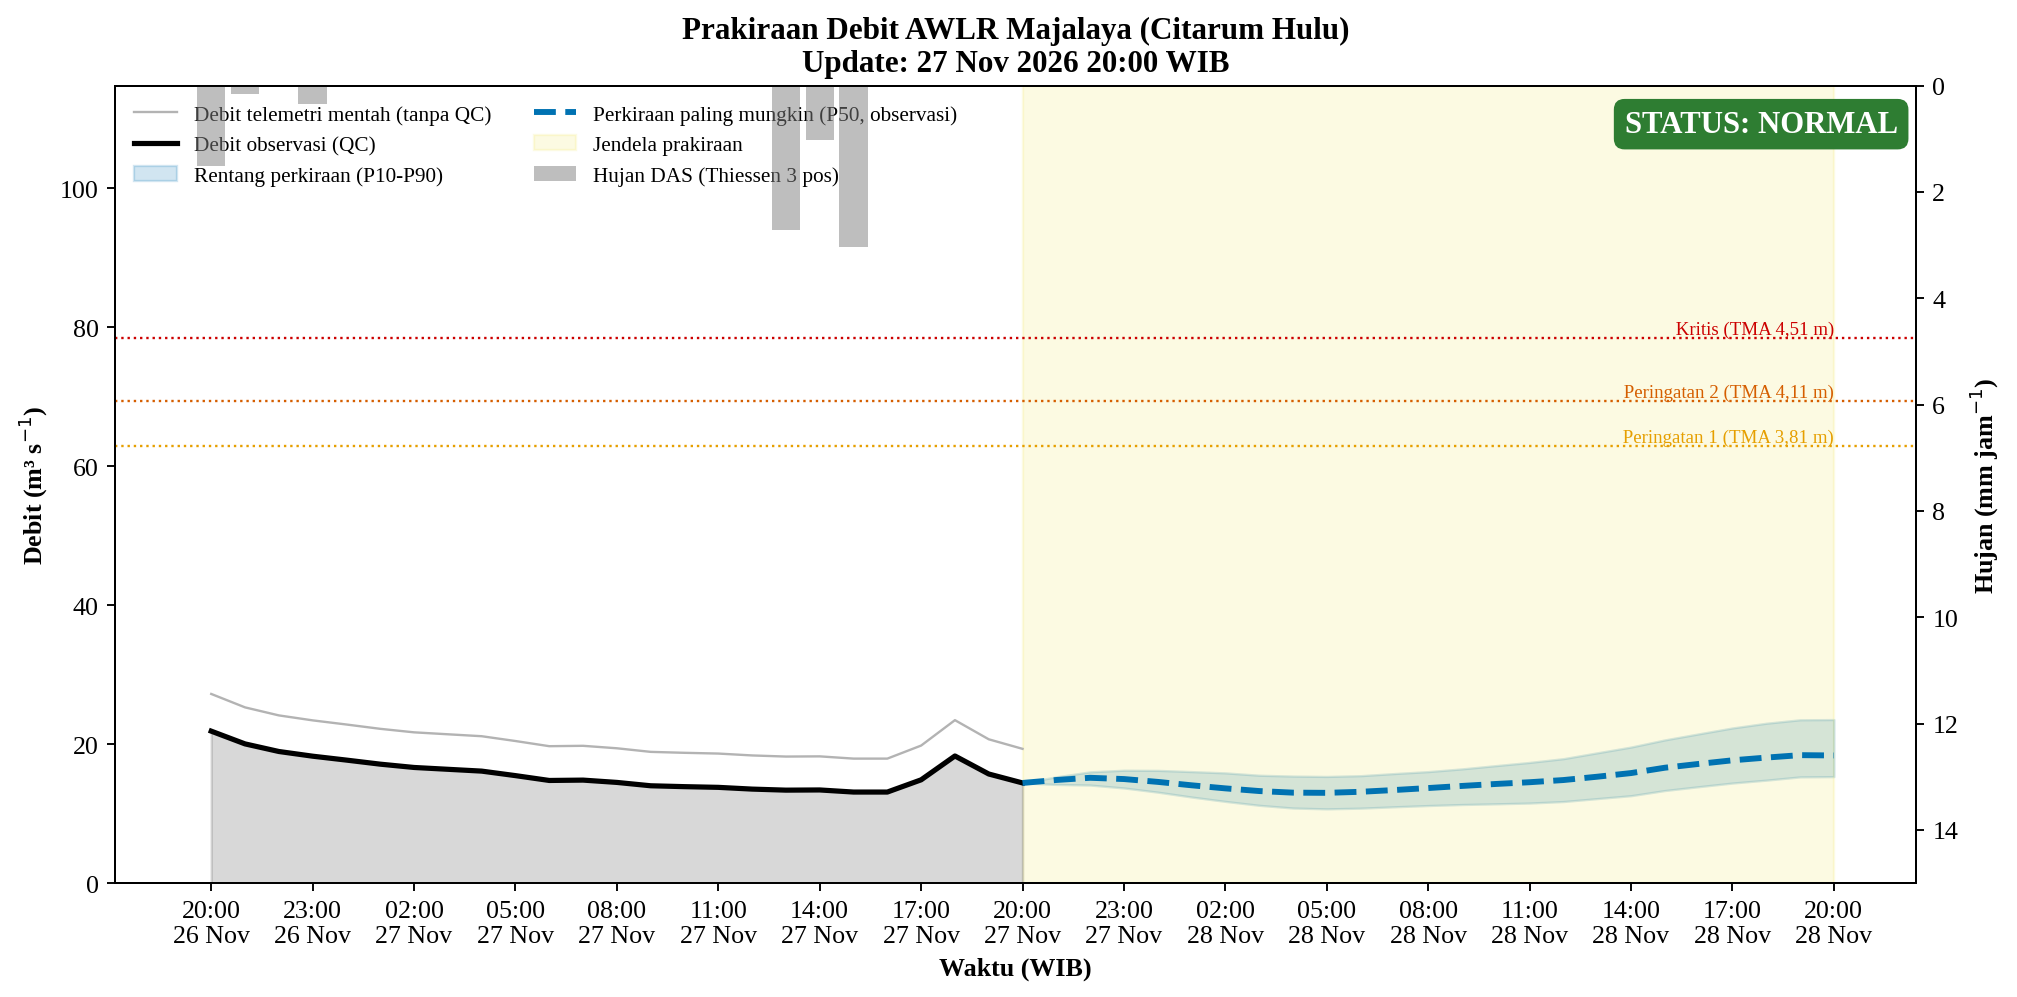 Prakiraan Debit AWLR Majalaya (Citarum Hulu)
Update: 27 Nov 2026 20:00 WIB
Debit telemetri mentah (tanpa QC)
Debit observasi (QC)
Rentang perkiraan (P10-P90)
Perkiraan paling mungkin (P50, observasi)
Jendela prakiraan
Hujan DAS (Thiessen 3 pos)
STATUS: NORMAL
Kritis (TMA 4,51 m)
Peringatan 2 (TMA 4,11 m)
Peringatan 1 (TMA 3,81 m)
Debit (m³ s⁻¹)
100
80
60
40
20
0
Hujan (mm jam⁻¹)
0
2
4
6
8
10
12
14
20:00 23:00 02:00 05:00 08:00 11:00 14:00 17:00 20:00 23:00 02:00 05:00 08:00 11:00 14:00 17:00 20:00
26 Nov 26 Nov 27 Nov 27 Nov 27 Nov 27 Nov 27 Nov 27 Nov 27 Nov 27 Nov 28 Nov 28 Nov 28 Nov 28 Nov 28 Nov 28 Nov 28 Nov
Waktu (WIB)